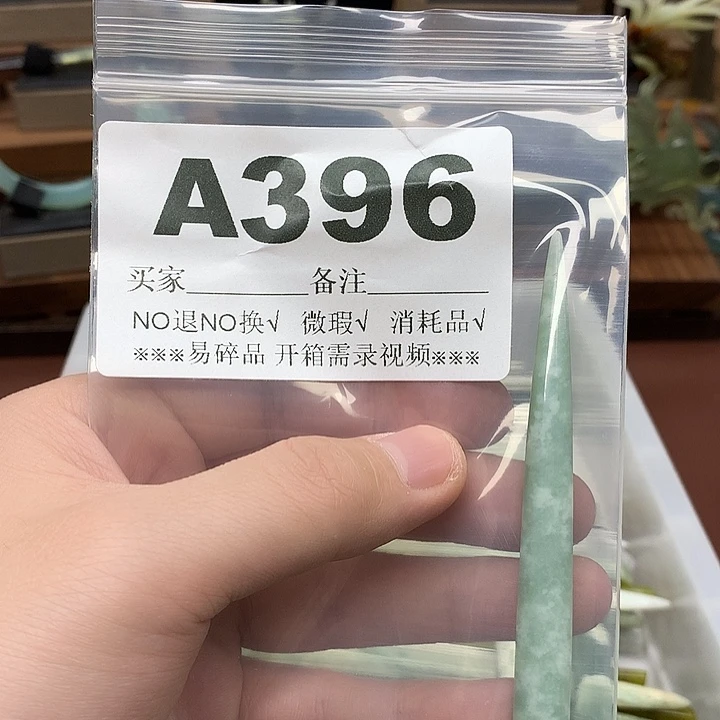 A396
买家________备注________
NO退NO换√ 微瑕√ 消耗品√
※※※易碎品 开箱需录视频※※※